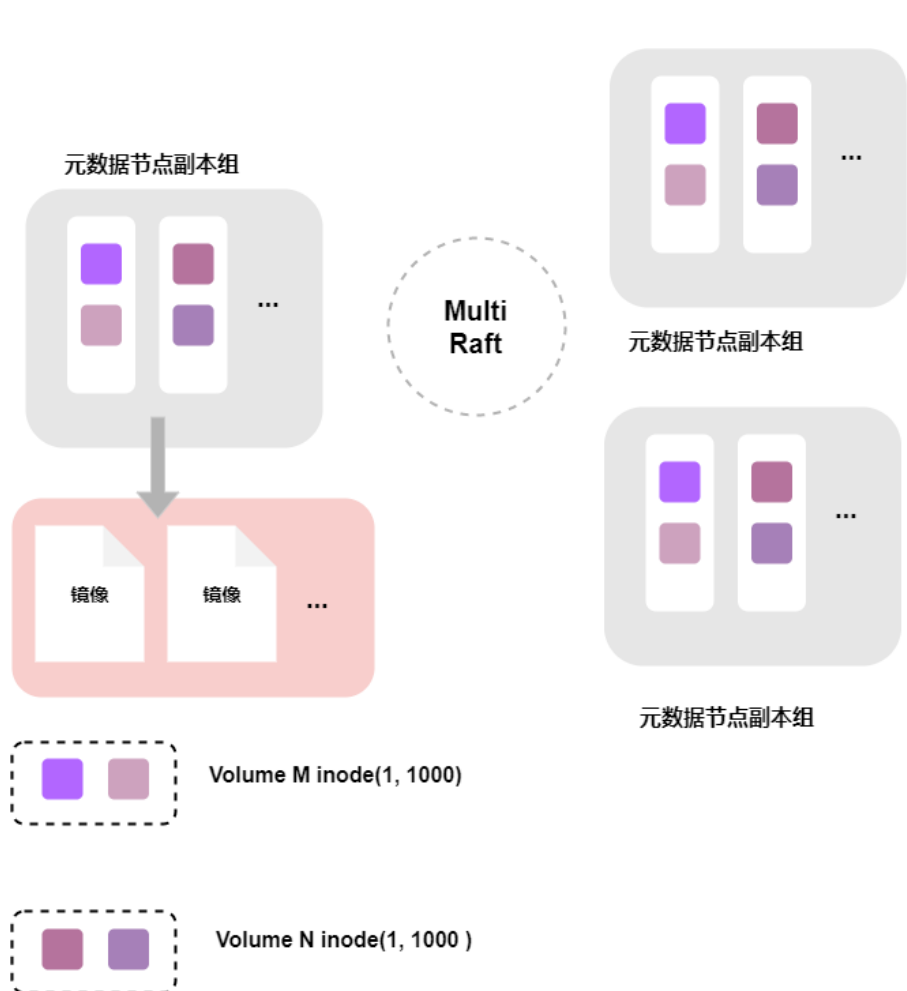 元数据节点副本组
...
...
Multi
Raft
元数据节点副本组
...
镜像
镜像
...
元数据节点副本组
Volume M inode(1, 1000)
Volume N inode(1, 1000 )